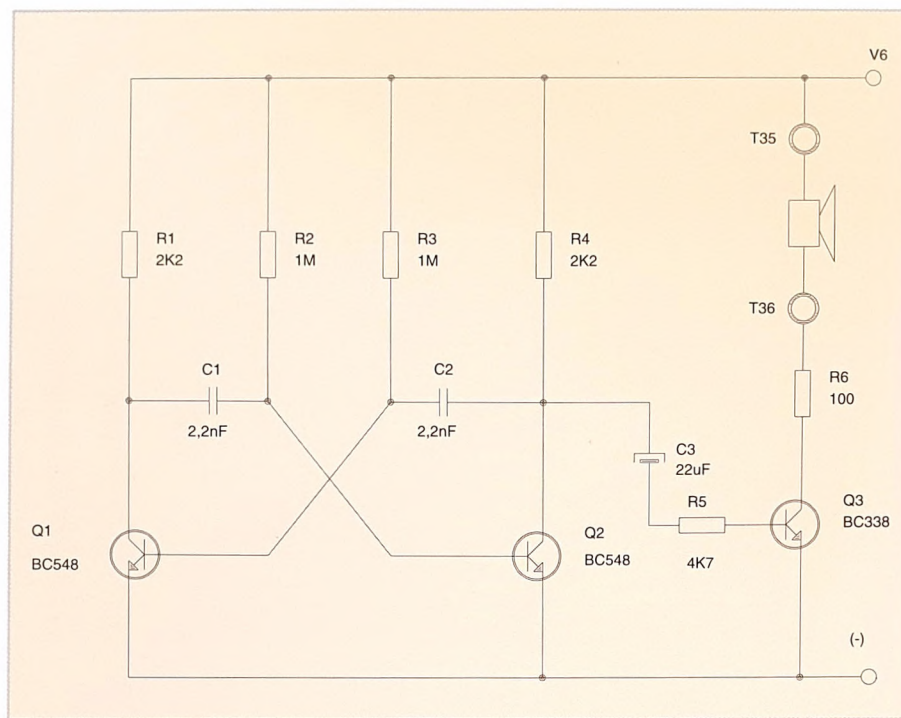 V6
T35
R1
2K2
R2
1M
R3
1M
R4
2K2
T36
C1
2,2nF
C2
2,2nF
R6
100
C3
22uF
R5
4K7
Q1
BC548
Q2
BC548
Q3
BC338
(-)